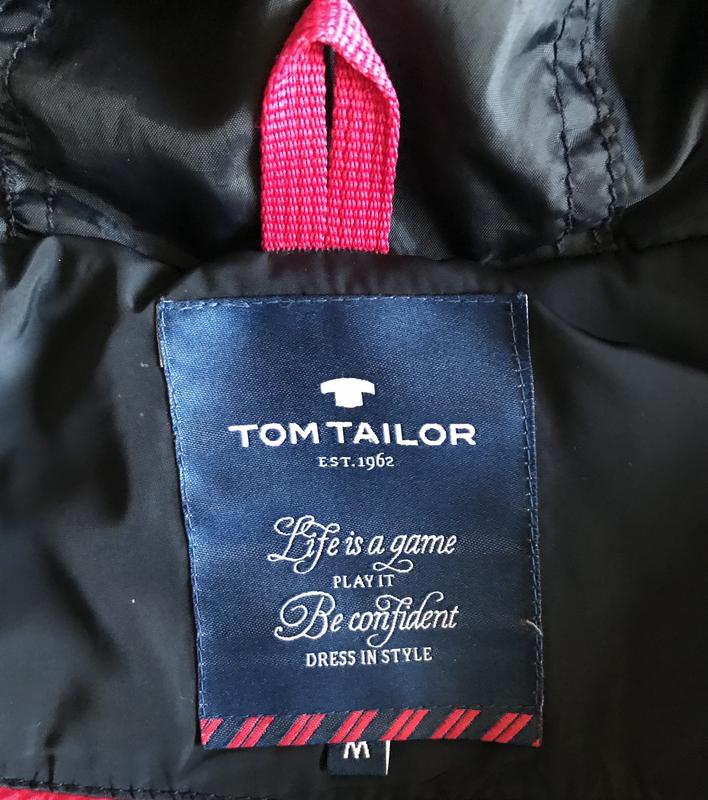 TOM TAILOR
EST. 1962
Life is a game
PLAY IT
Be confident
DRESS IN STYLE
M